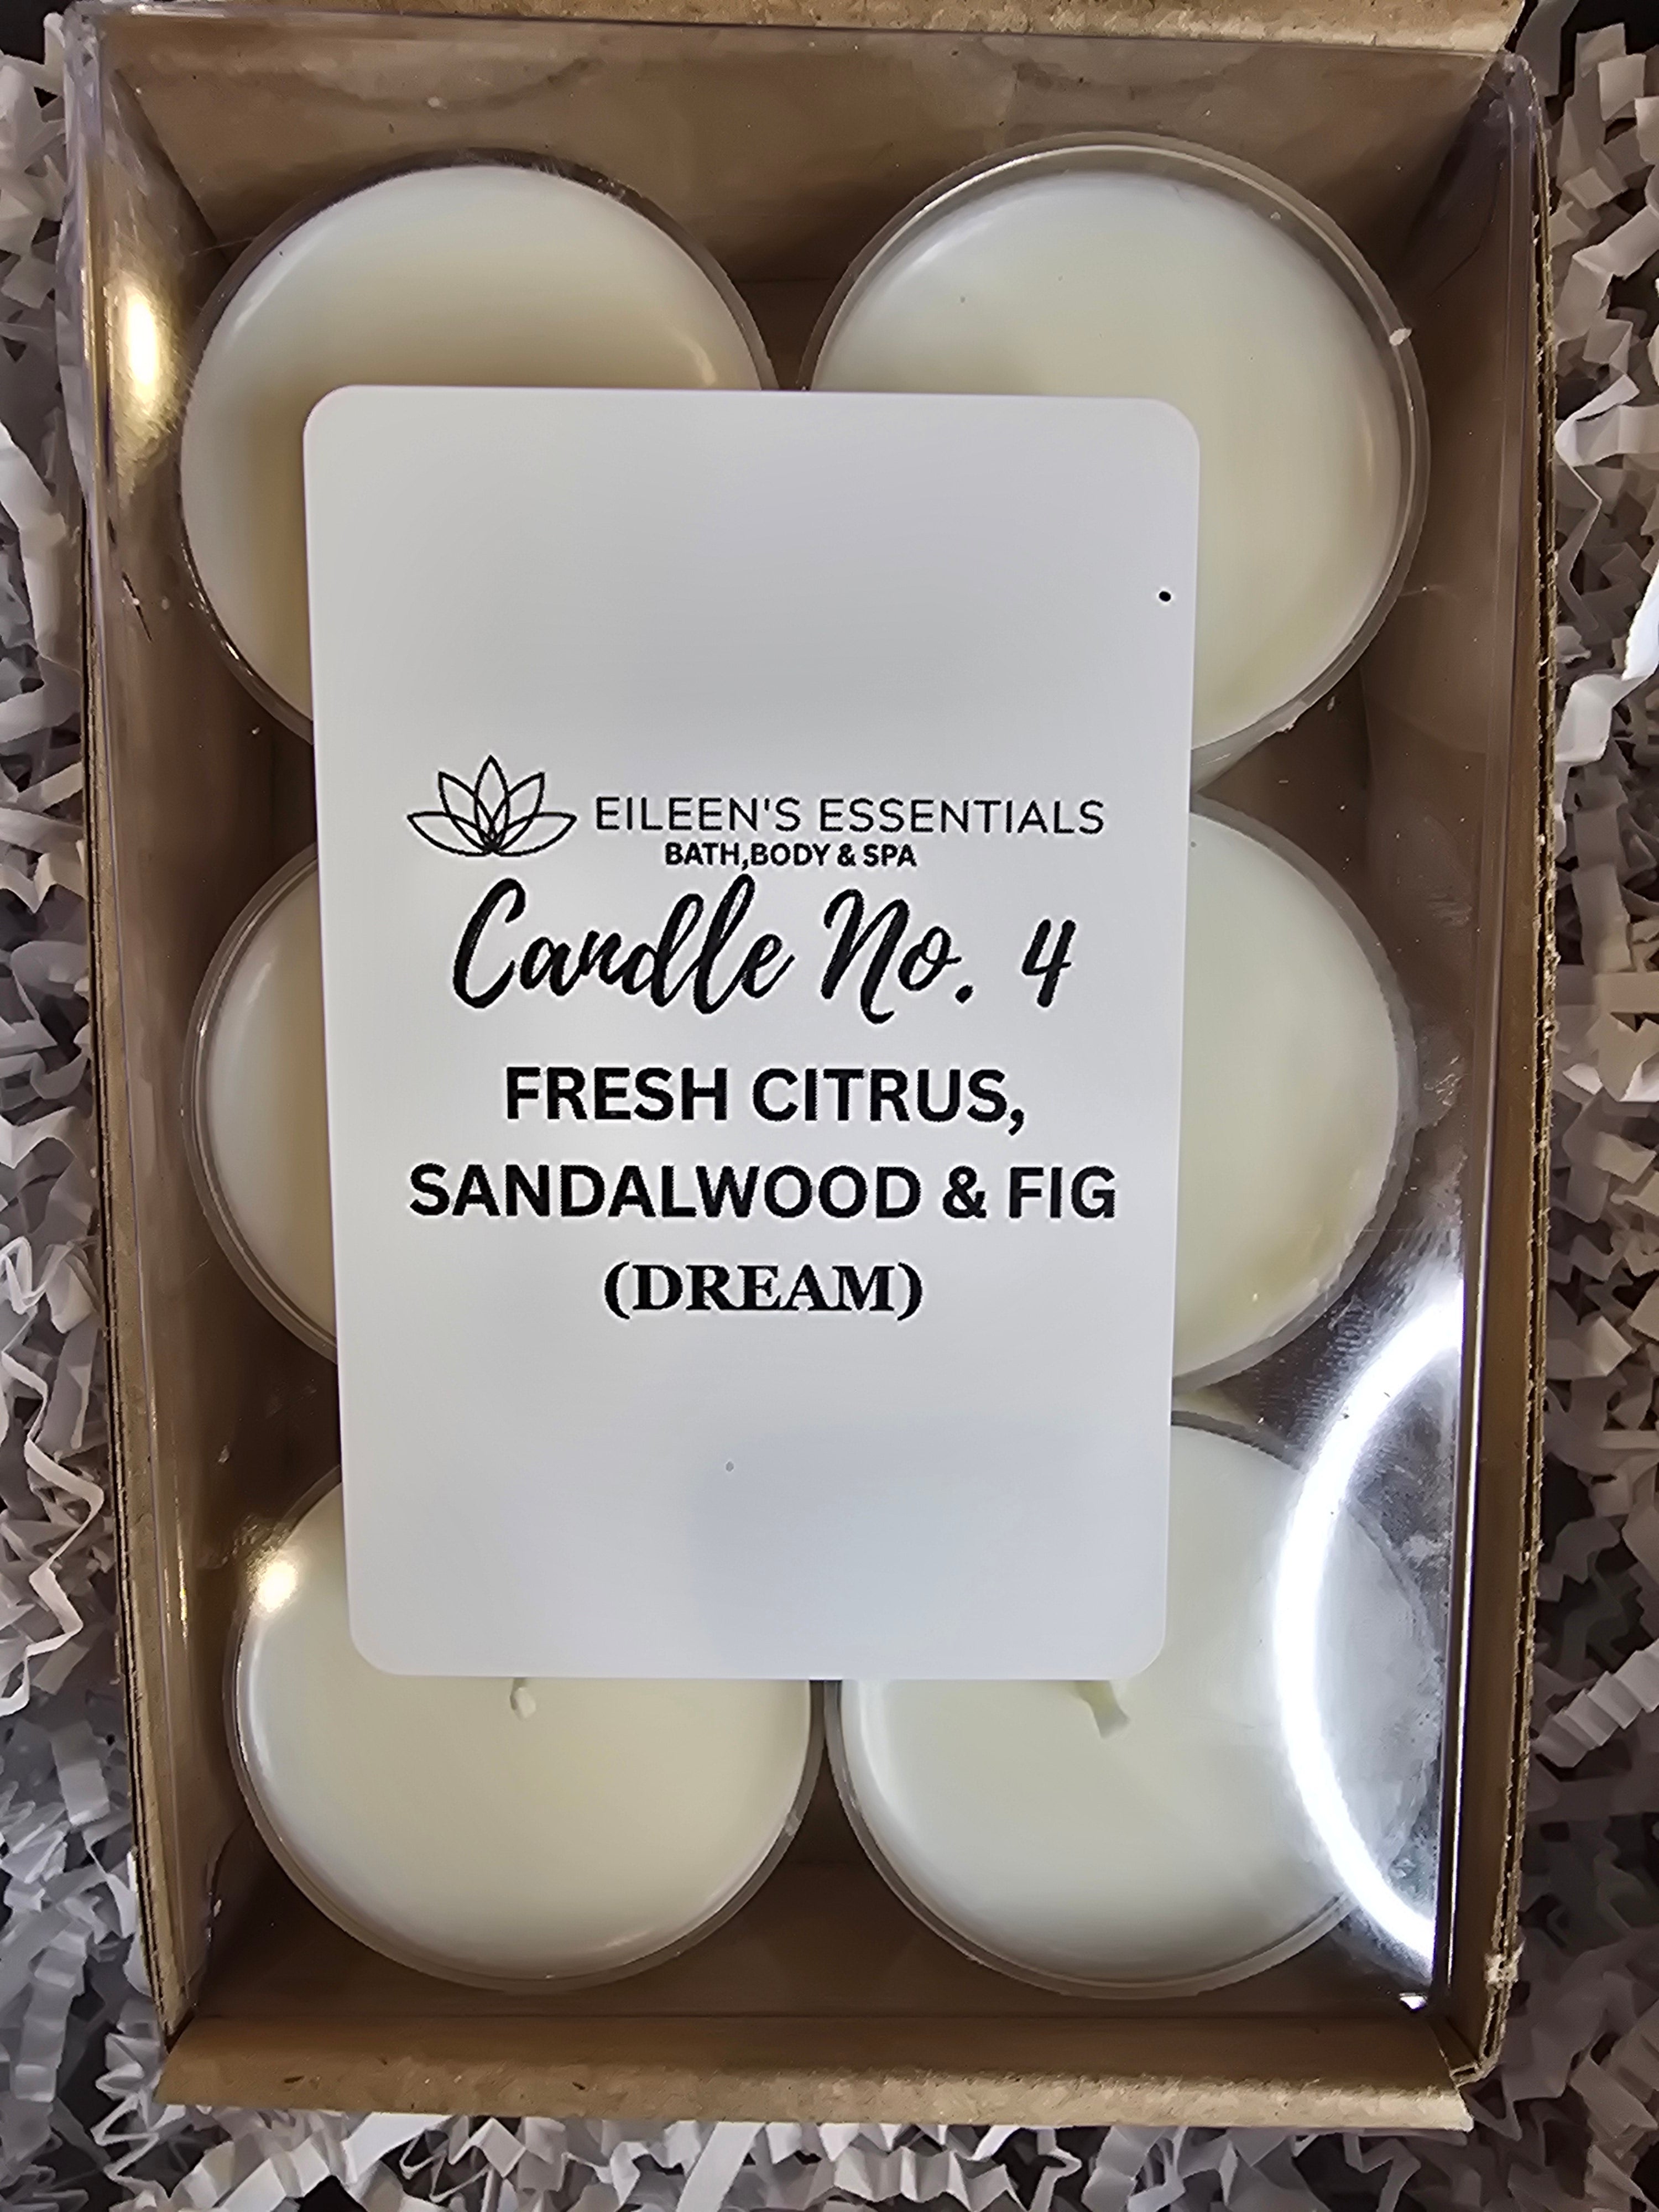 EILEEN'S ESSENTIALS
BATH,BODY & SPA
Candle No. 4
FRESH CITRUS,
SANDALWOOD & FIG
(DREAM)